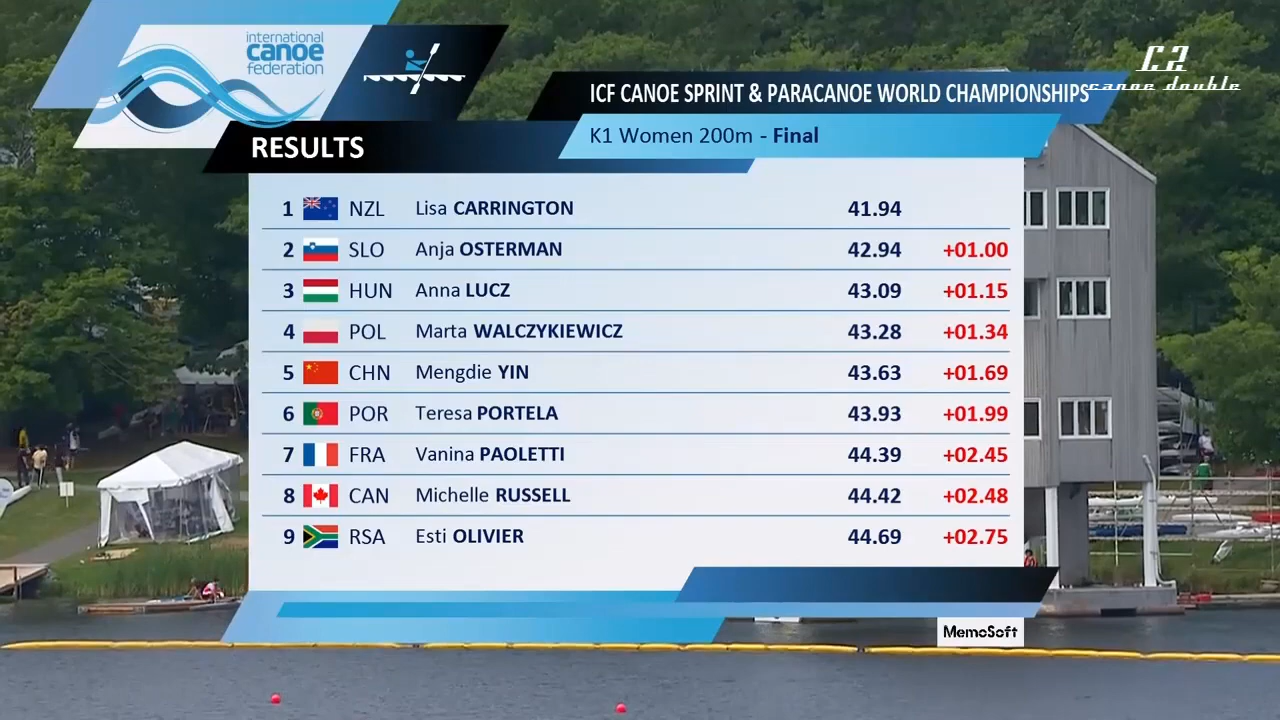 international
canoe
federation
C2
canoe double
ICF CANOE SPRINT & PARACANOE WORLD CHAMPIONSHIPS
K1 Women 200m - Final
RESULTS
1 NZL Lisa CARRINGTON 41.94
2 SLO Anja OSTERMAN 42.94 +01.00
3 HUN Anna LUCZ 43.09 +01.15
4 POL Marta WALCZYKIEWICZ 43.28 +01.34
5 CHN Mengdie YIN 43.63 +01.69
6 POR Teresa PORTELA 43.93 +01.99
7 FRA Vanina PAOLETTI 44.39 +02.45
8 CAN Michelle RUSSELL 44.42 +02.48
9 RSA Esti OLIVIER 44.69 +02.75
MemoSoft